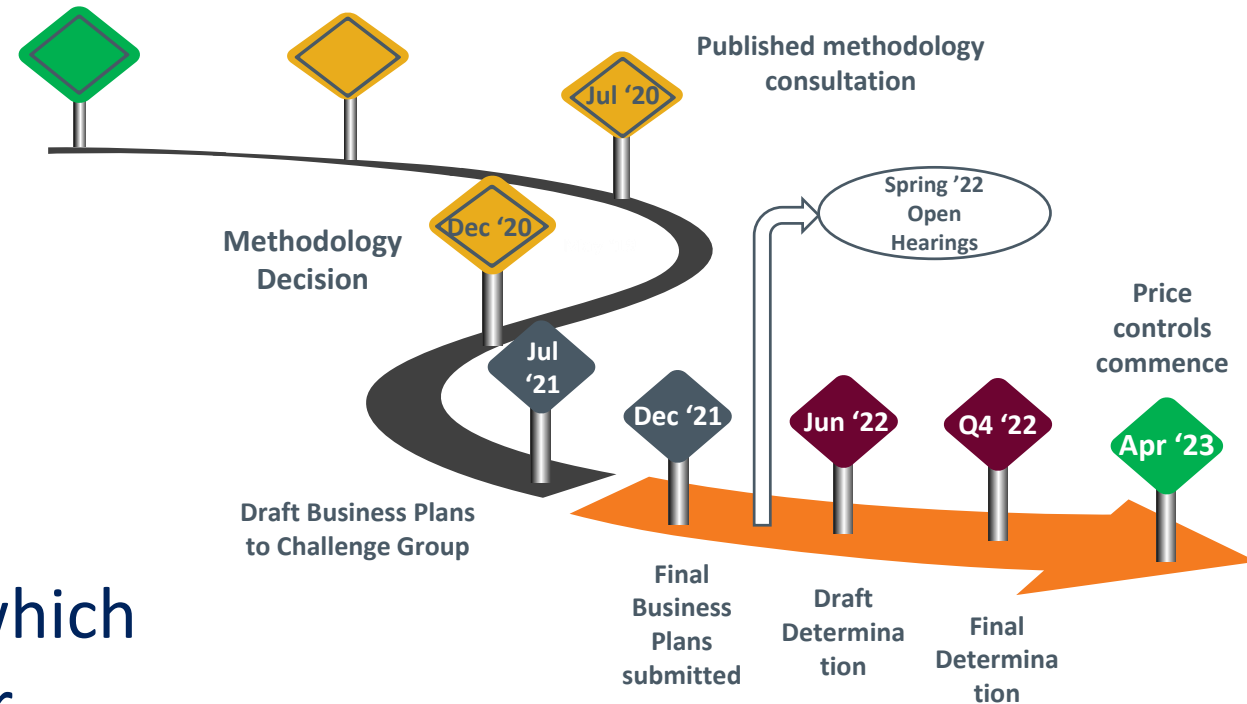 Published methodology
consultation
Jul ‘20
Spring ’22
Open
Hearings
Dec ‘20
Methodology
Decision
Price
controls
commence
Jul
‘21
Dec ‘21
Jun ‘22
Q4 ‘22
Apr ‘23
Draft Business Plans
to Challenge Group
Final
Business
Plans
submitted
Draft
Determina
tion
Final
Determina
tion
which